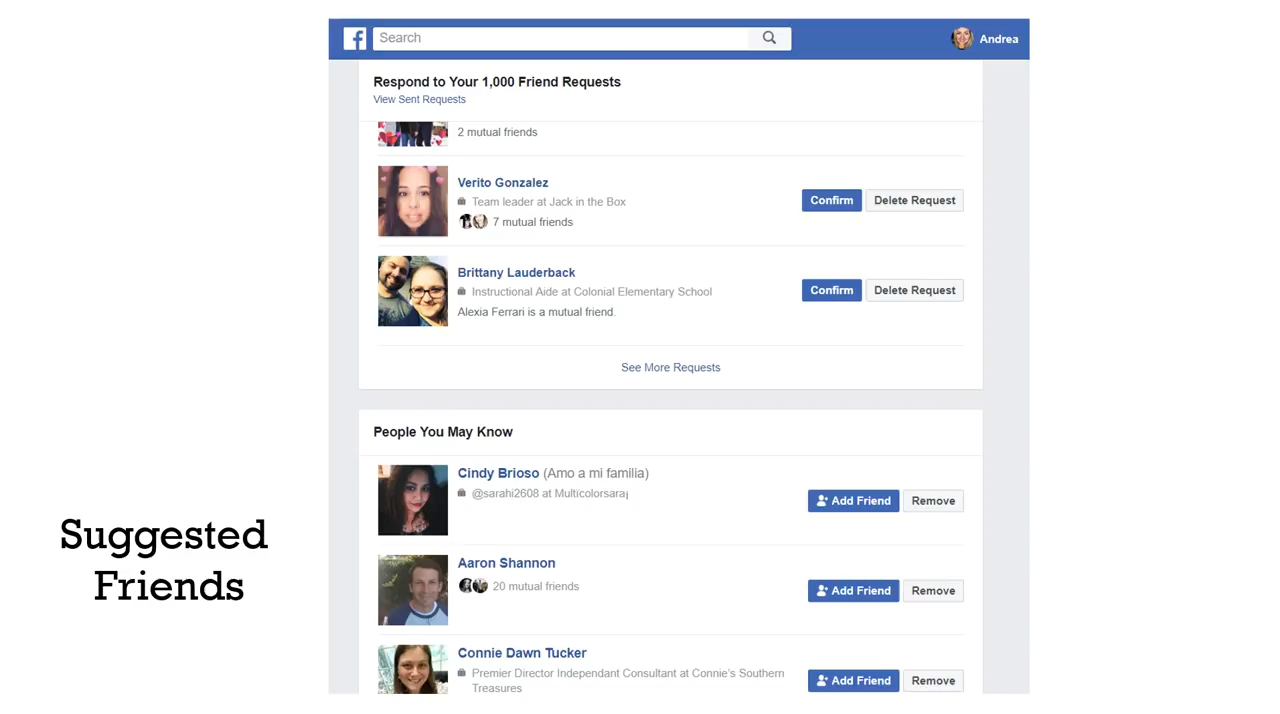 Search
Andrea
Respond to Your 1,000 Friend Requests
View Sent Requests
2 mutual friends
Verito Gonzalez
Team leader at Jack in the Box
7 mutual friends
Confirm
Delete Request
Brittany Lauderback
Instructional Aide at Colonial Elementary School
Alexia Ferrari is a mutual friend.
Confirm
Delete Request
See More Requests
People You May Know
Cindy Brioso (Amo a mi familia)
@sarahi2608 at Multícolorsara¡
Add Friend
Remove
Suggested
Friends
Aaron Shannon
20 mutual friends
Add Friend
Remove
Connie Dawn Tucker
Premier Director Independant Consultant at Connie's Southern
Treasures
Add Friend
Remove